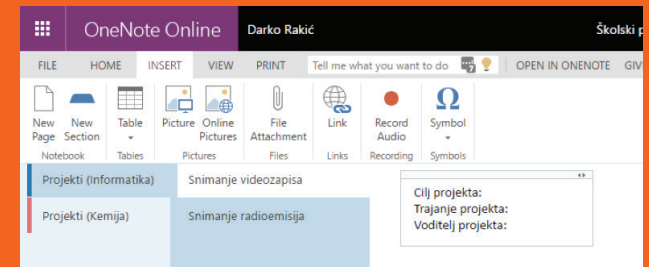 OneNote Online Darko Rakić Školski p
FILE HOME INSERT VIEW PRINT Tell me what you want to do OPEN IN ONENOTE GIV
New Page New Section Table Picture Online Pictures File Attachment Link Record Audio Symbol
Notebook Tables Pictures Files Links Recording Symbols
Projekti (Informatika) Snimanje videozapisa
Cilj projekta:
Trajanje projekta:
Voditelj projekta:
Projekti (Kemija) Snimanje radioemisija